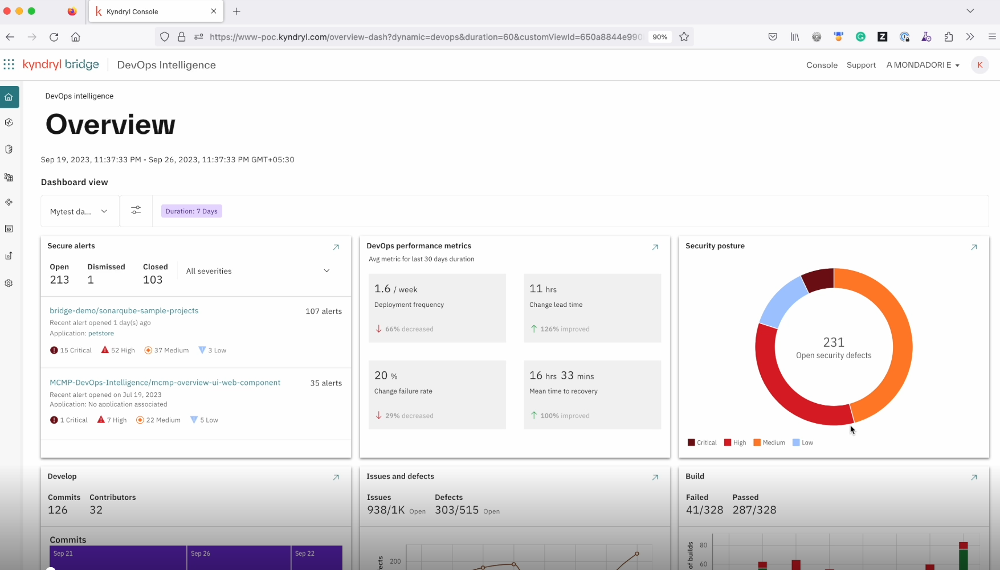 Kyndryl Console
https://www-poc.kyndryl.com/overview-dash?dynamic=devops&duration=60&customViewId=650a8844e990
90%
kyndryl bridge
DevOps Intelligence
Console
Support
A MONDADORI E
K
DevOps intelligence
Overview
Sep 19, 2023, 11:37:33 PM - Sep 26, 2023, 11:37:33 PM GMT+05:30
Dashboard view
Mytest da...
Duration: 7 Days
Secure alerts
Open Dismissed Closed
213 1 103
All severities
bridge-demo/sonarqube-sample-projects
107 alerts
Recent alert opened 1 day(s) ago
Application: petstore
15 Critical 52 High 37 Medium 3 Low
MCMP-DevOps-Intelligence/mcmp-overview-ui-web-component
35 alerts
Recent alert opened on Jul 19, 2023
Application: No application associated
1 Critical 7 High 22 Medium 5 Low
DevOps performance metrics
Avg metric for last 30 days duration
1.6 / week
Deployment frequency
66% decreased
11 hrs
Change lead time
126% improved
20 %
Change failure rate
29% decreased
16 hrs 33 mins
Mean time to recovery
100% improved
Security posture
231
Open security defects
Critical High Medium Low
Develop
Commits Contributors
126 32
Commits
Sep 21 Sep 26 Sep 22
Issues and defects
Issues Defects
938/1K Open 303/515 Open
200
Build
Failed Passed
41/328 287/328
of builds
80
60